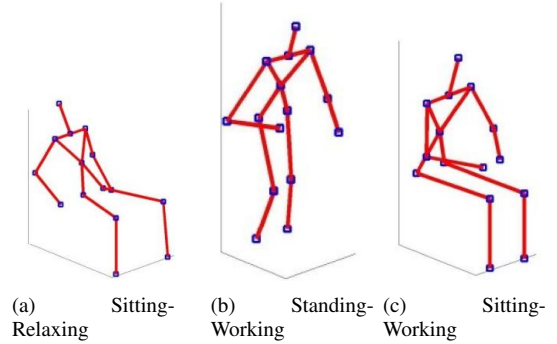 (a) Sitting-
Relaxing
(b) Standing-
Working
(c) Sitting-
Working